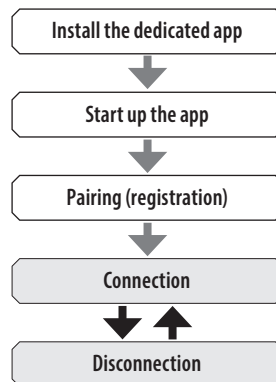 Install the dedicated app
Start up the app
Pairing (registration)
Connection
Disconnection